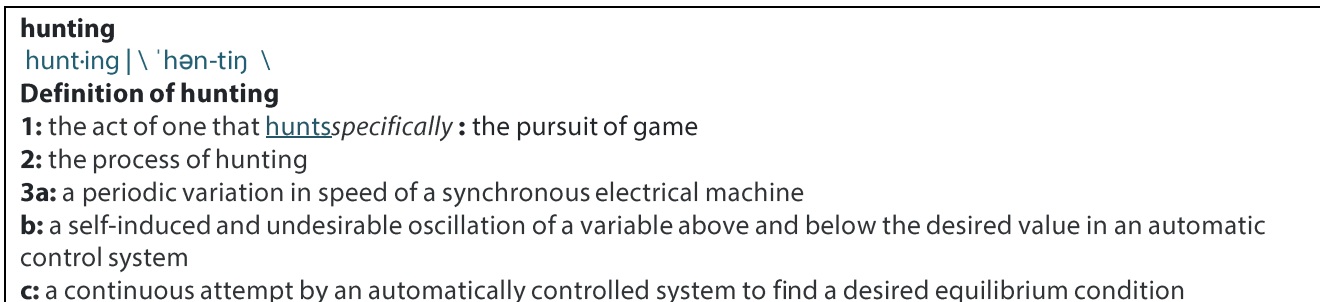 hunting
hunt·ing | \ ˈhən-tiŋ \
Definition of hunting
1: the act of one that huntsspecifically : the pursuit of game
2: the process of hunting
3a: a periodic variation in speed of a synchronous electrical machine
b: a self-induced and undesirable oscillation of a variable above and below the desired value in an automatic
control system
c: a continuous attempt by an automatically controlled system to find a desired equilibrium condition